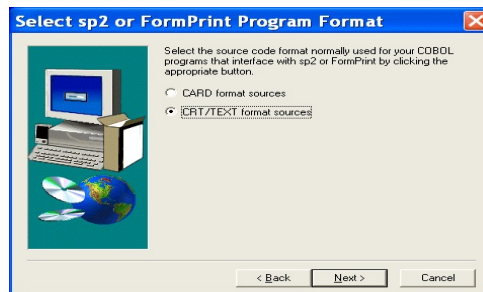 Select sp2 or FormPrint Program Format
Select the source code format normally used for your COBOL
programs that interface with sp2 or FormPrint by clicking the
appropriate button.
CARD format sources
CRT/TEXT format sources
< Back
Next >
Cancel